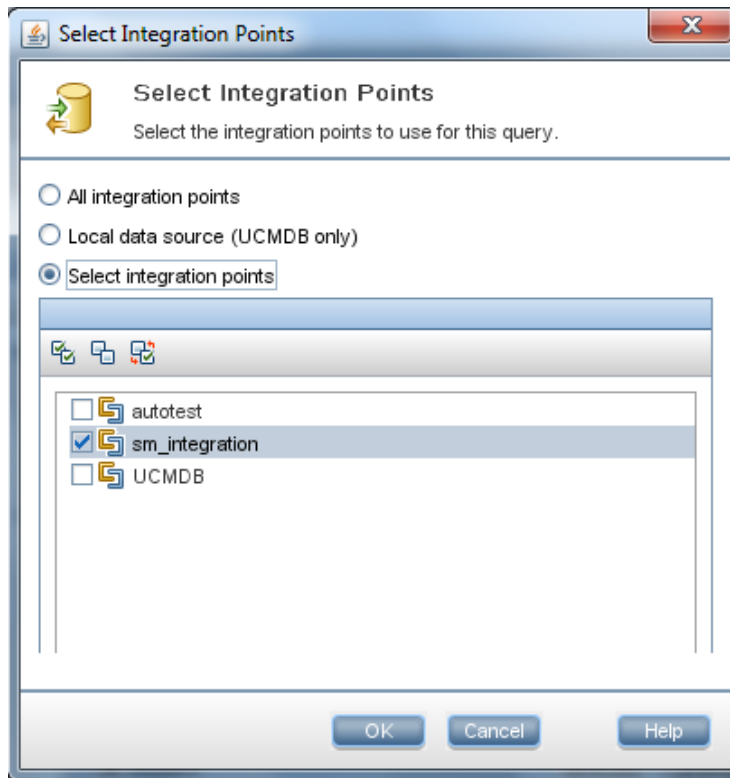 Select Integration Points
Select Integration Points
Select the integration points to use for this query.
All integration points
Local data source (UCMDB only)
Select integration points
autotest
sm_integration
UCMDB
OK Cancel Help